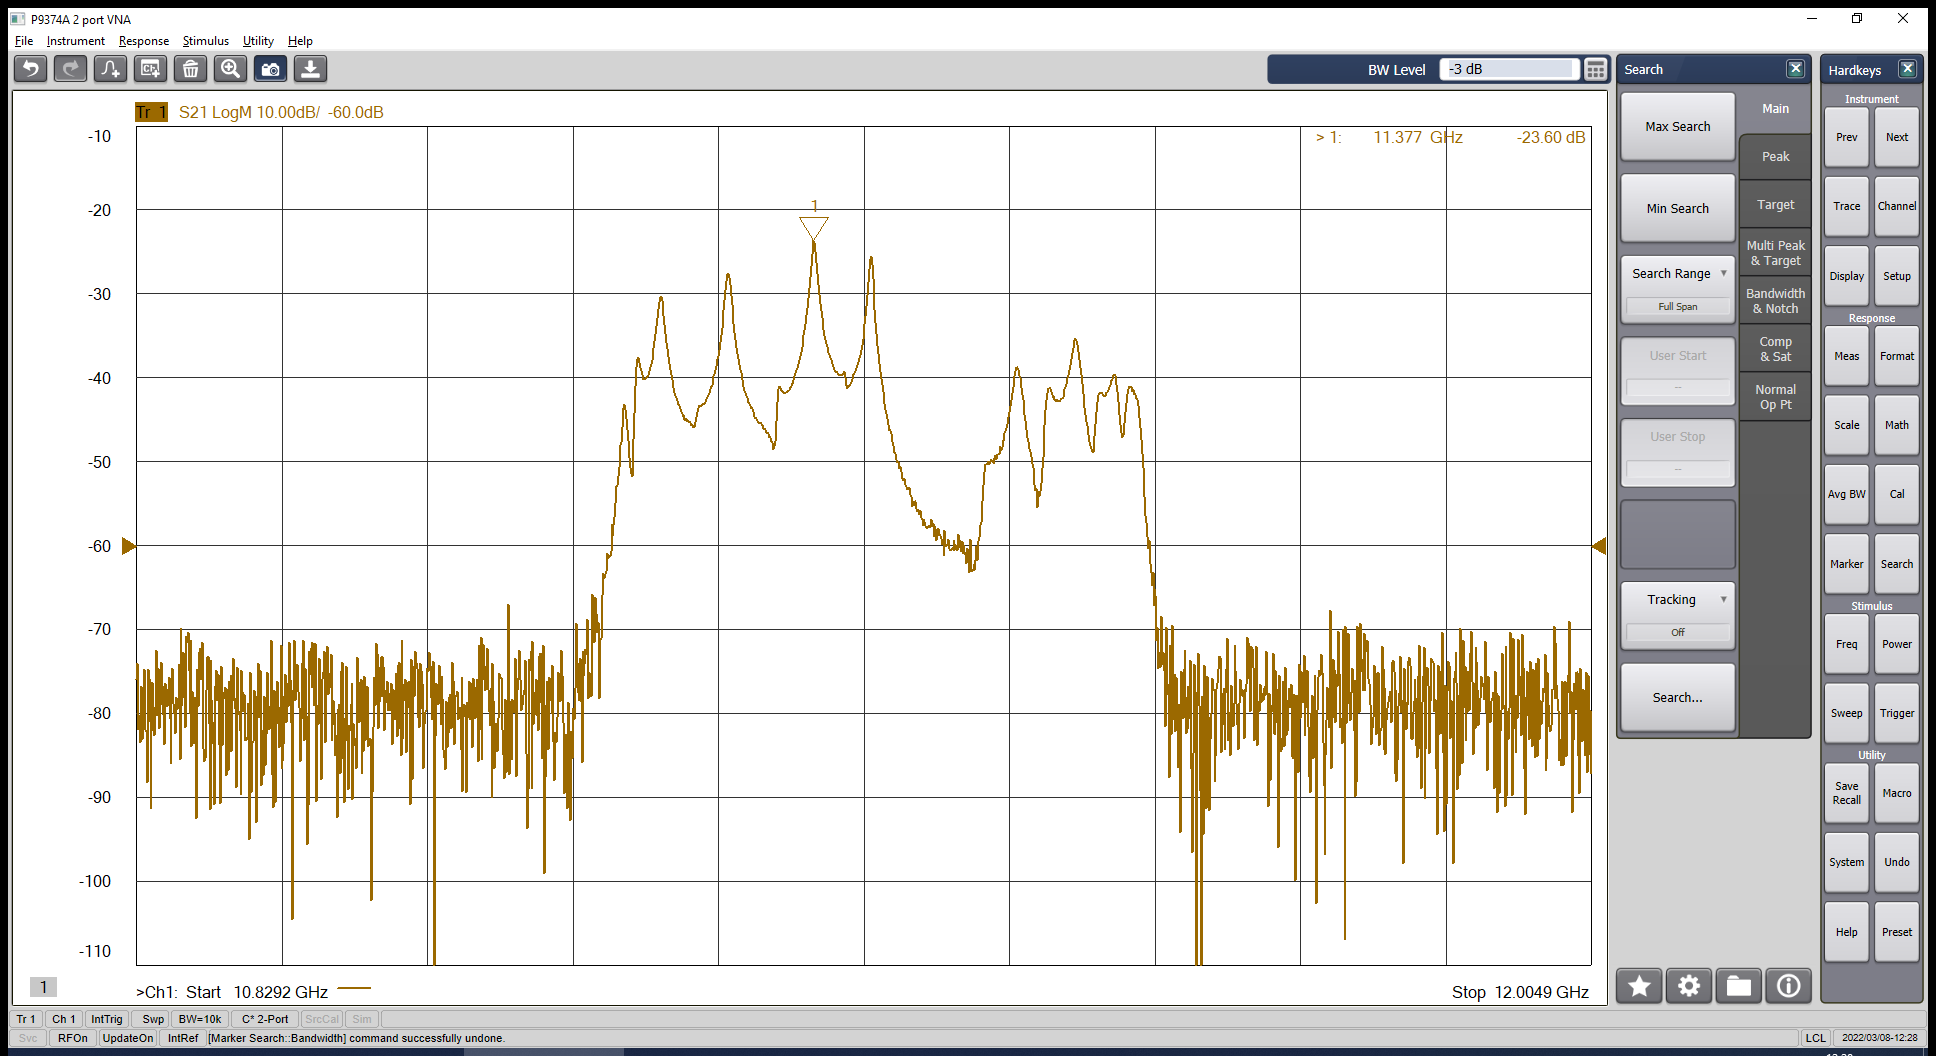 P9374A 2 port VNA
File Instrument Response Stimulus Utility Help
BW Level -3 dB
Tr 1 S21 LogM 10.00dB/ -60.0dB
> 1: 11.377 GHz -23.60 dB
1
-10
-20
-30
-40
-50
-60
-70
-80
-90
-100
-110
1
>Ch1: Start 10.8292 GHz
Stop 12.0049 GHz
Search
Max Search
Min Search
Search Range
Full Span
User Start
--
User Stop
--
Tracking
Off
Search...
Main
Peak
Target
Multi Peak
& Target
Bandwidth
& Notch
Comp
& Sat
Normal
Op Pt
Hardkeys
Instrument
Prev Next
Trace Channel
Display Setup
Response
Meas Format
Scale Math
Avg BW Cal
Marker Search
Stimulus
Freq Power
Sweep Trigger
Utility
Save
Recall
Macro
System Undo
Help Preset
Tr 1 Ch 1 IntTrig Swp BW=10k C* 2-Port SrcCal Sim
Svc RFOn UpdateOn IntRef [Marker Search::Bandwidth] command successfully undone.
LCL 2022/03/08-12:28